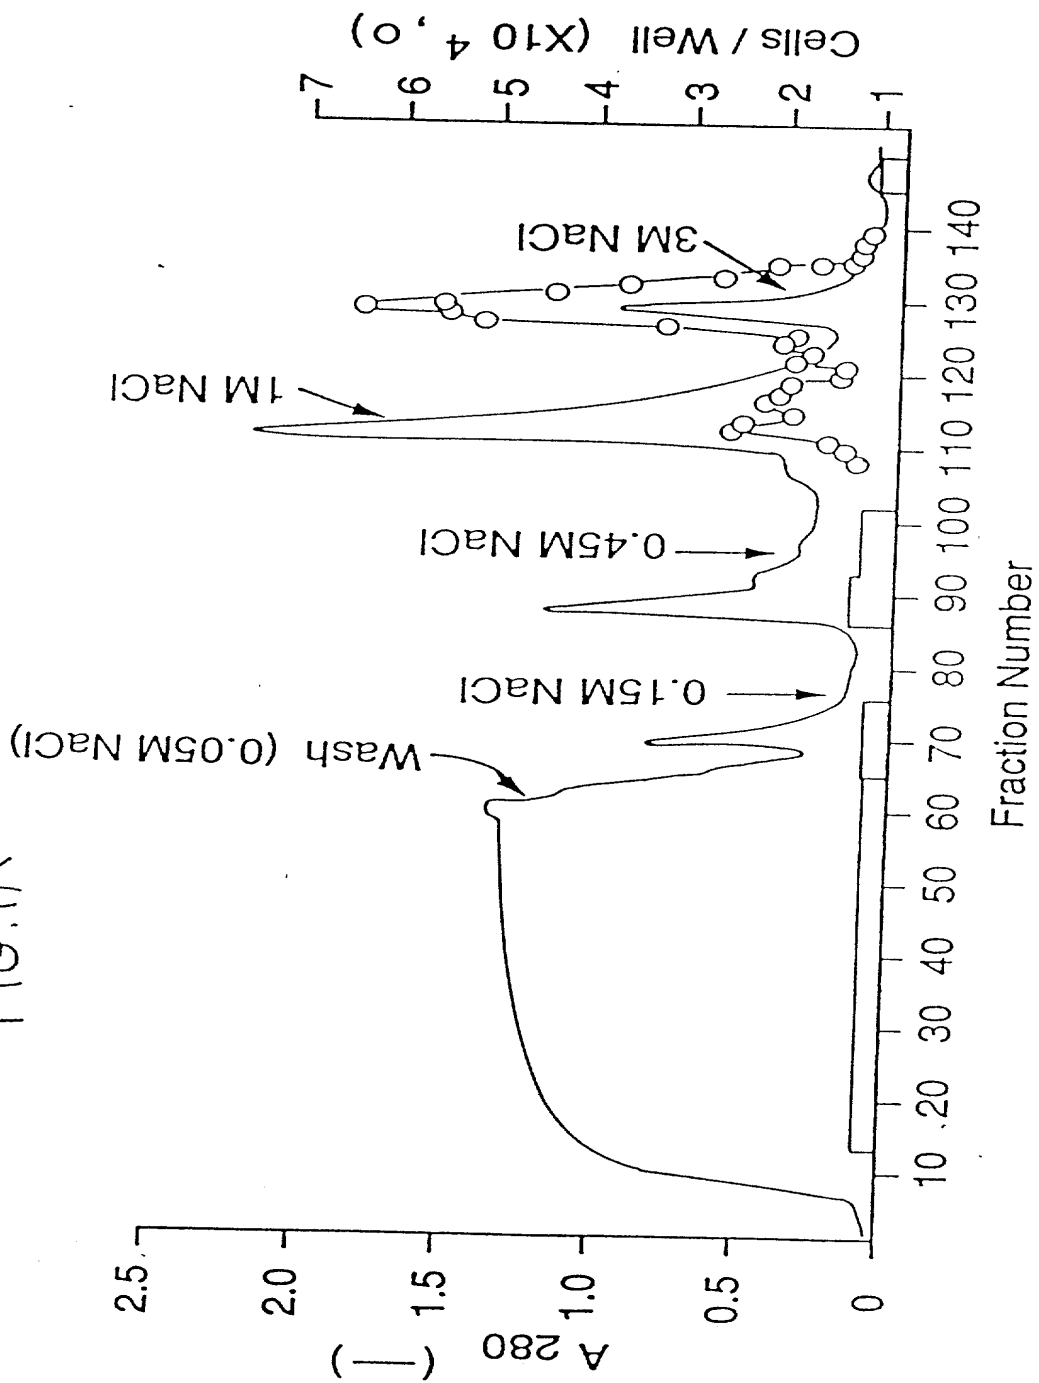 FIG. 1A
Cells / Well (X10 4, O)
7
6
5
4
3
2
1
3M NaCl
1M NaCl
0.45M NaCl
0.15M NaCl
Wash (0.05M NaCl)
2.5
2.0
1.5
1.0
0.5
0
A 280 (—)
10 20 30 40 50 60 70 80 90 100 110 120 130 140
Fraction Number